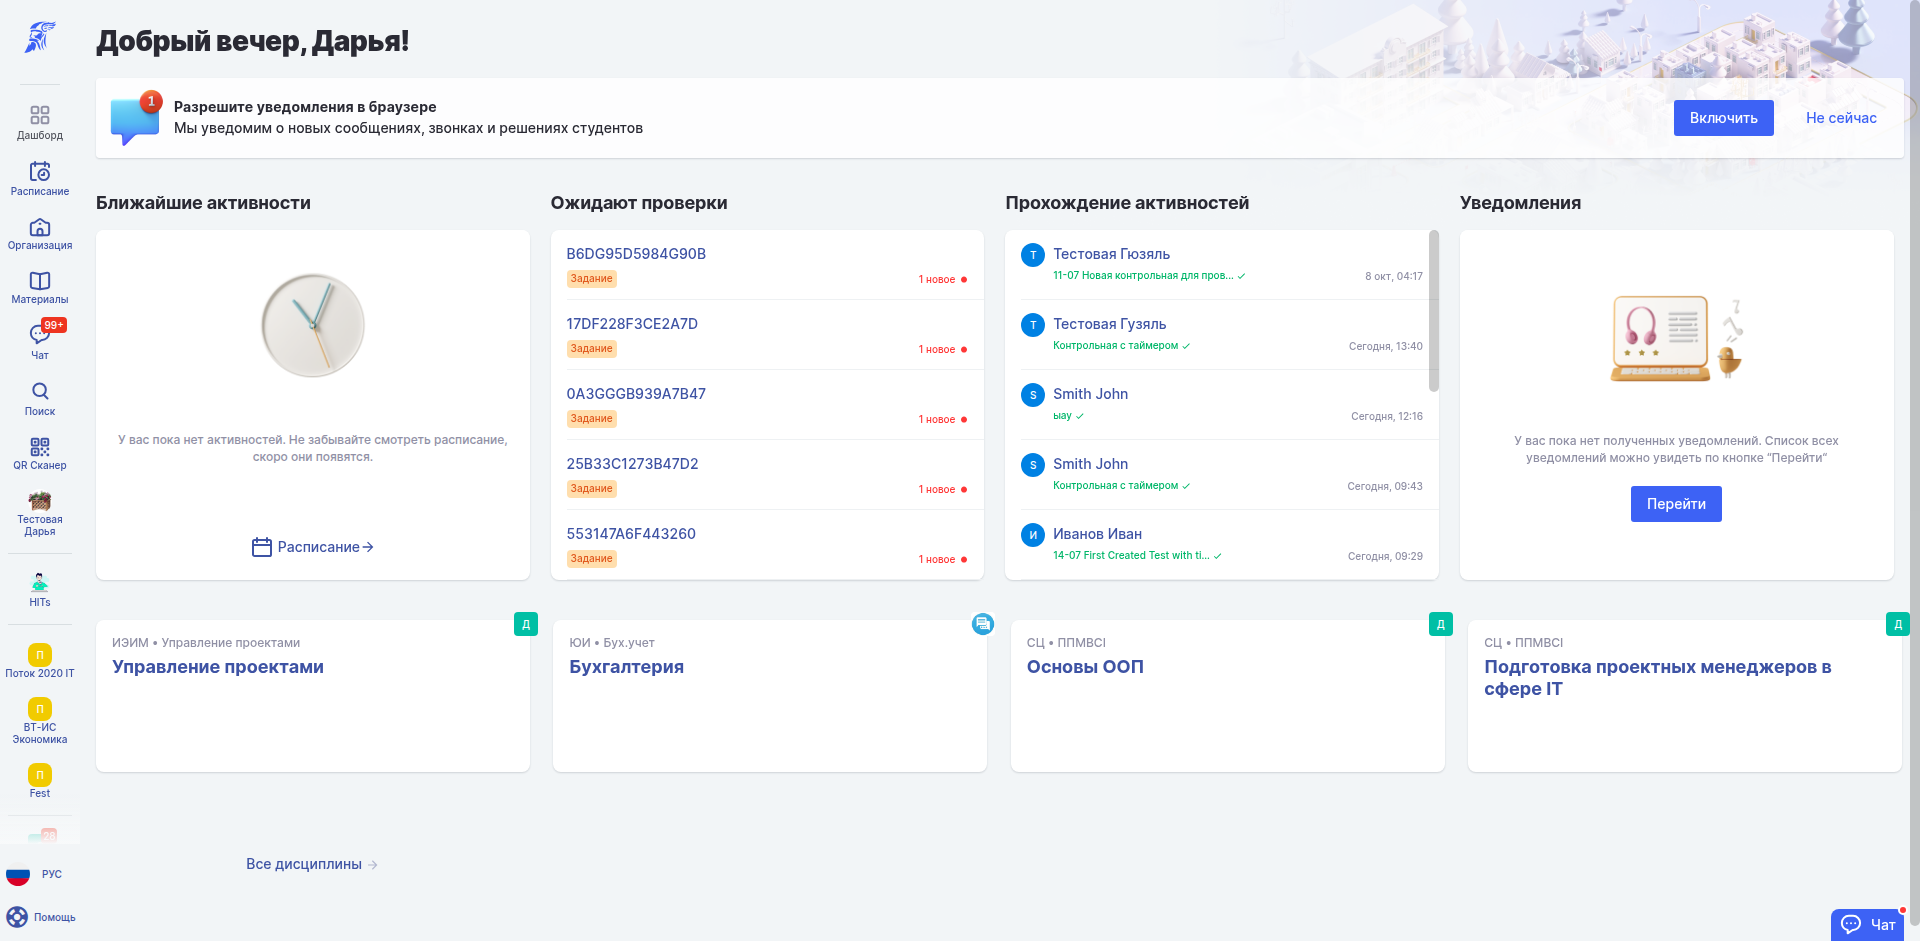 Дашборд
Расписание
Организация
Материалы
99+
Чат
Поиск
QR Сканер
Тестовая
Дарья
HITs
П
Поток 2020 IT
П
ВТ-ИС
Экономика
П
Fest
28
РУС
Помощь
Добрый вечер, Дарья!
1
Разрешите уведомления в браузере
Мы уведомим о новых сообщениях, звонках и решениях студентов
Включить
Не сейчас
Ближайшие активности
У вас пока нет активностей. Не забывайте смотреть расписание,
скоро они появятся.
Расписание
Ожидают проверки
B6DG95D5984G90B
Задание
1 новое
17DF228F3CE2A7D
Задание
1 новое
0A3GGGB939A7B47
Задание
1 новое
25B33C1273B47D2
Задание
1 новое
553147A6F443260
Задание
1 новое
Прохождение активностей
Т
Тестовая Гюзяль
11-07 Новая контрольная для пров...
8 окт, 04:17
Т
Тестовая Гузяль
Контрольная с таймером
Сегодня, 13:40
S
Smith John
ыау
Сегодня, 12:16
S
Smith John
Контрольная с таймером
Сегодня, 09:43
И
Иванов Иван
14-07 First Created Test with ti...
Сегодня, 09:29
Уведомления
У вас пока нет полученных уведомлений. Список всех
уведомлений можно увидеть по кнопке “Перейти“
Перейти
Д
ИЭИМ • Управление проектами
Управление проектами
ЮИ • Бух.учет
Бухгалтерия
Д
СЦ • ППМВСІ
Основы ООП
Д
СЦ • ППМВСІ
Подготовка проектных менеджеров в
сфере IT
Все дисциплины
Чат